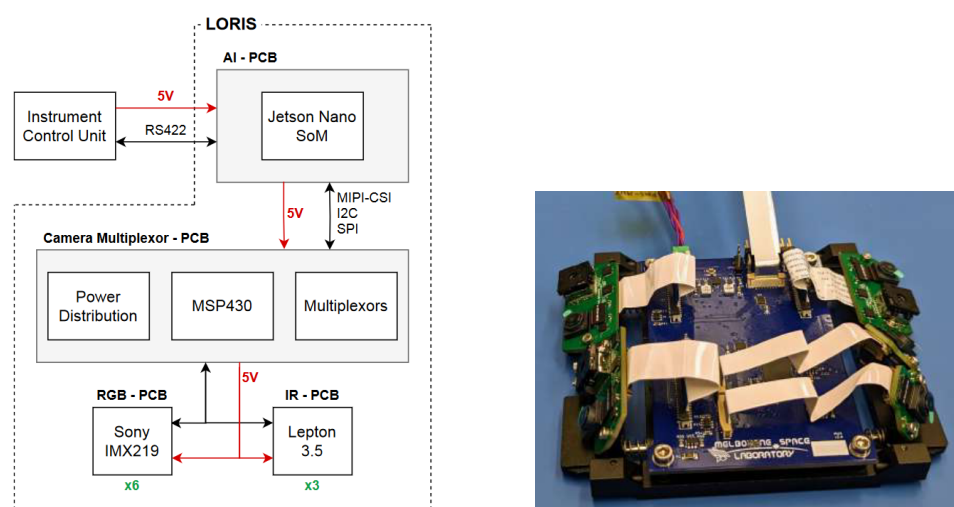 LORIS
AI - PCB
Instrument
Control Unit
5V
RS422
Jetson Nano
SoM
5V
MIPI-CSI
I2C
SPI
Camera Multiplexor - PCB
Power
Distribution
MSP430
Multiplexors
5V
RGB - PCB
IR - PCB
Sony
IMX219
Lepton
3.5
x6
x3
MELBOURNE SPACE
LABORATORY